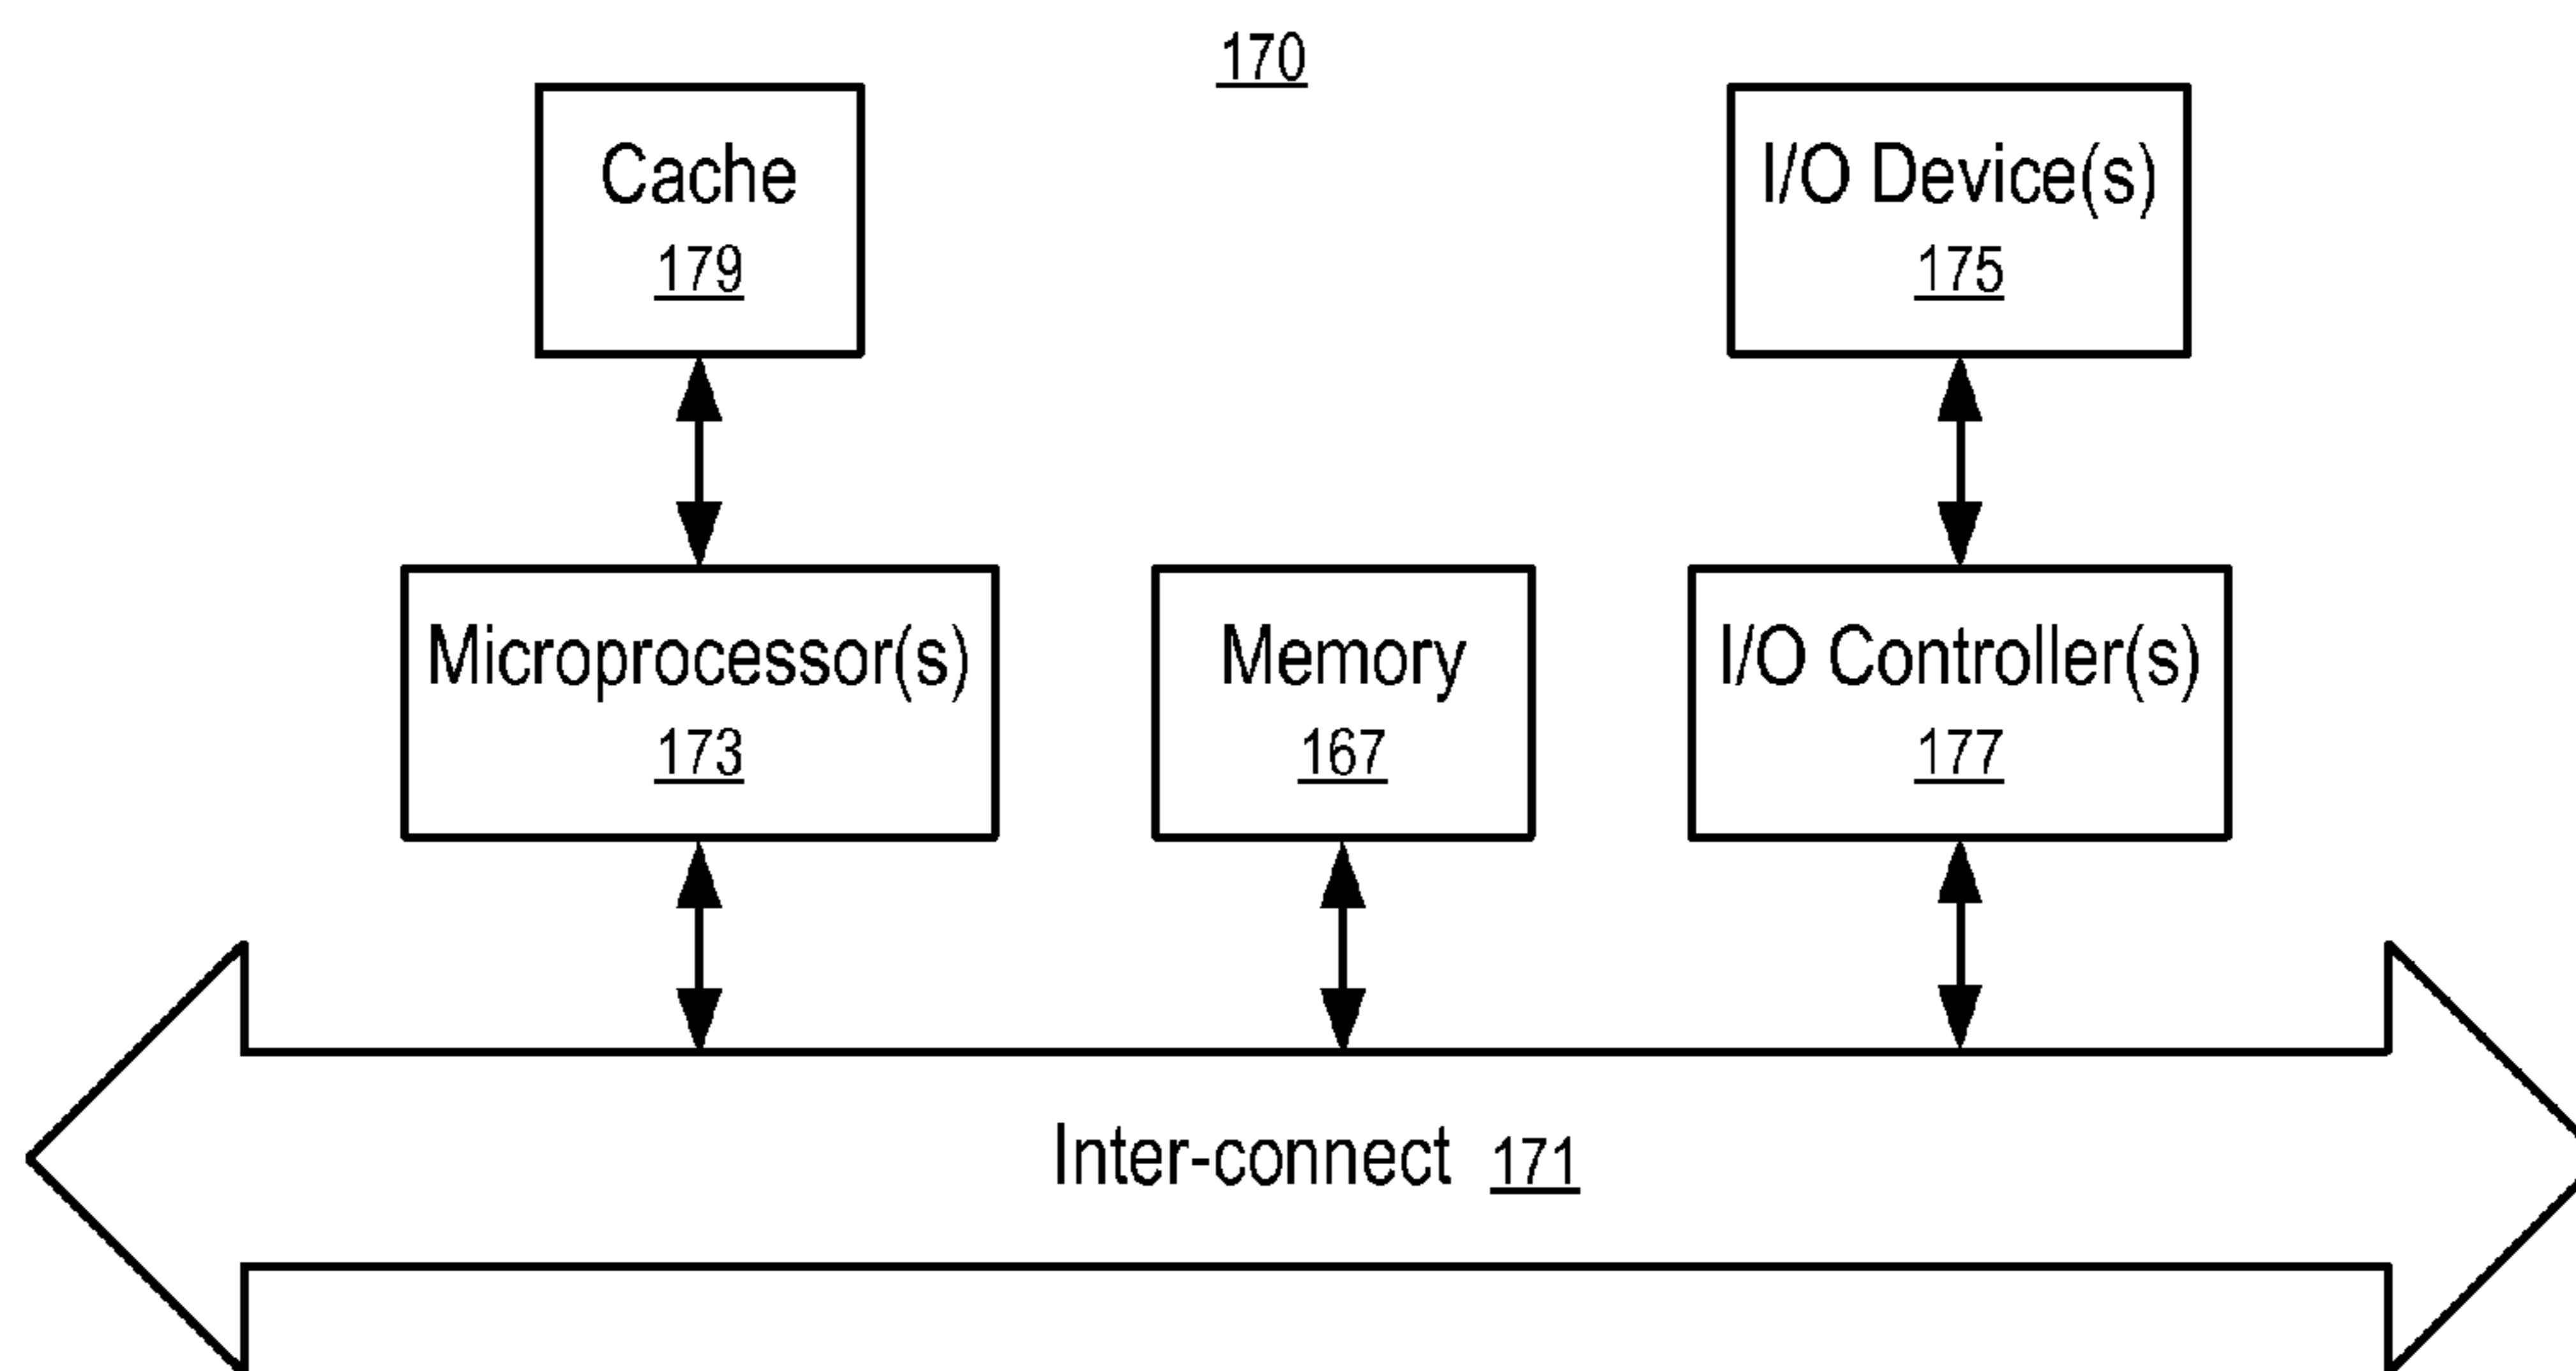 170
Cache
179
I/O Device(s)
175
Microprocessor(s)
173
Memory
167
I/O Controller(s)
177
Inter-connect 171